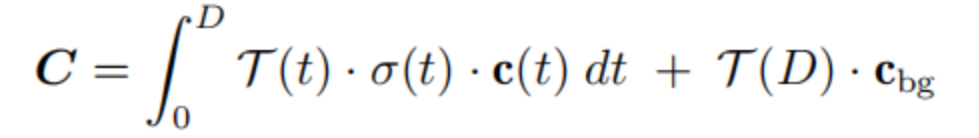 C = ∫₀ᴰ 𝒯(t) · σ(t) · c(t) dt + 𝒯(D) · c_bg